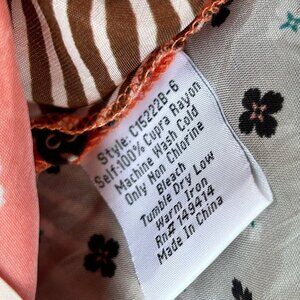 Style: CT5222B-6
Self:100% Cupra Rayon
Machine Wash Cold
Only Non Chlorine
Bleach
Tumble Dry Low
Warm Iron
Rn# 149414
Made In China